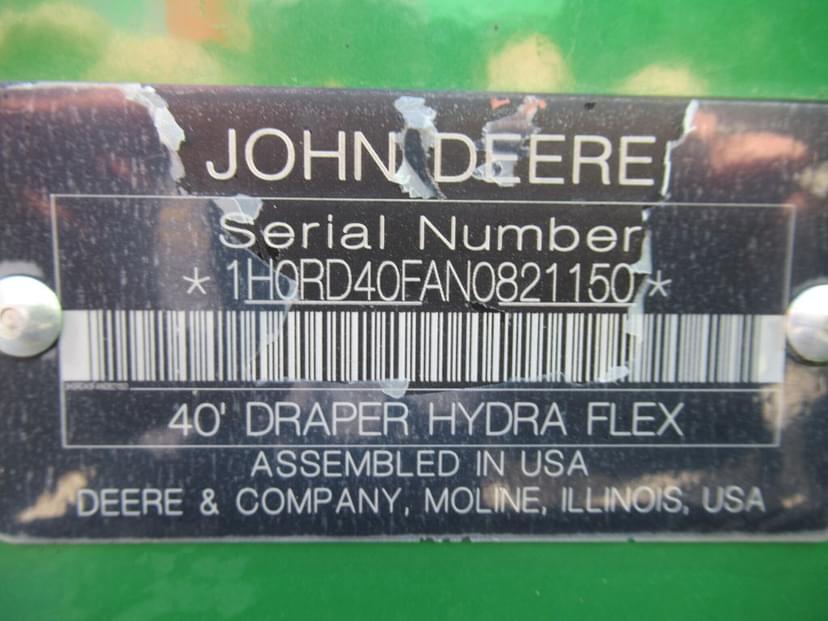 JOHN DEERE
Serial Number
* 1H0RD40FAN0821150 *
40' DRAPER HYDRA FLEX
ASSEMBLED IN USA
DEERE & COMPANY, MOLINE, ILLINOIS, USA